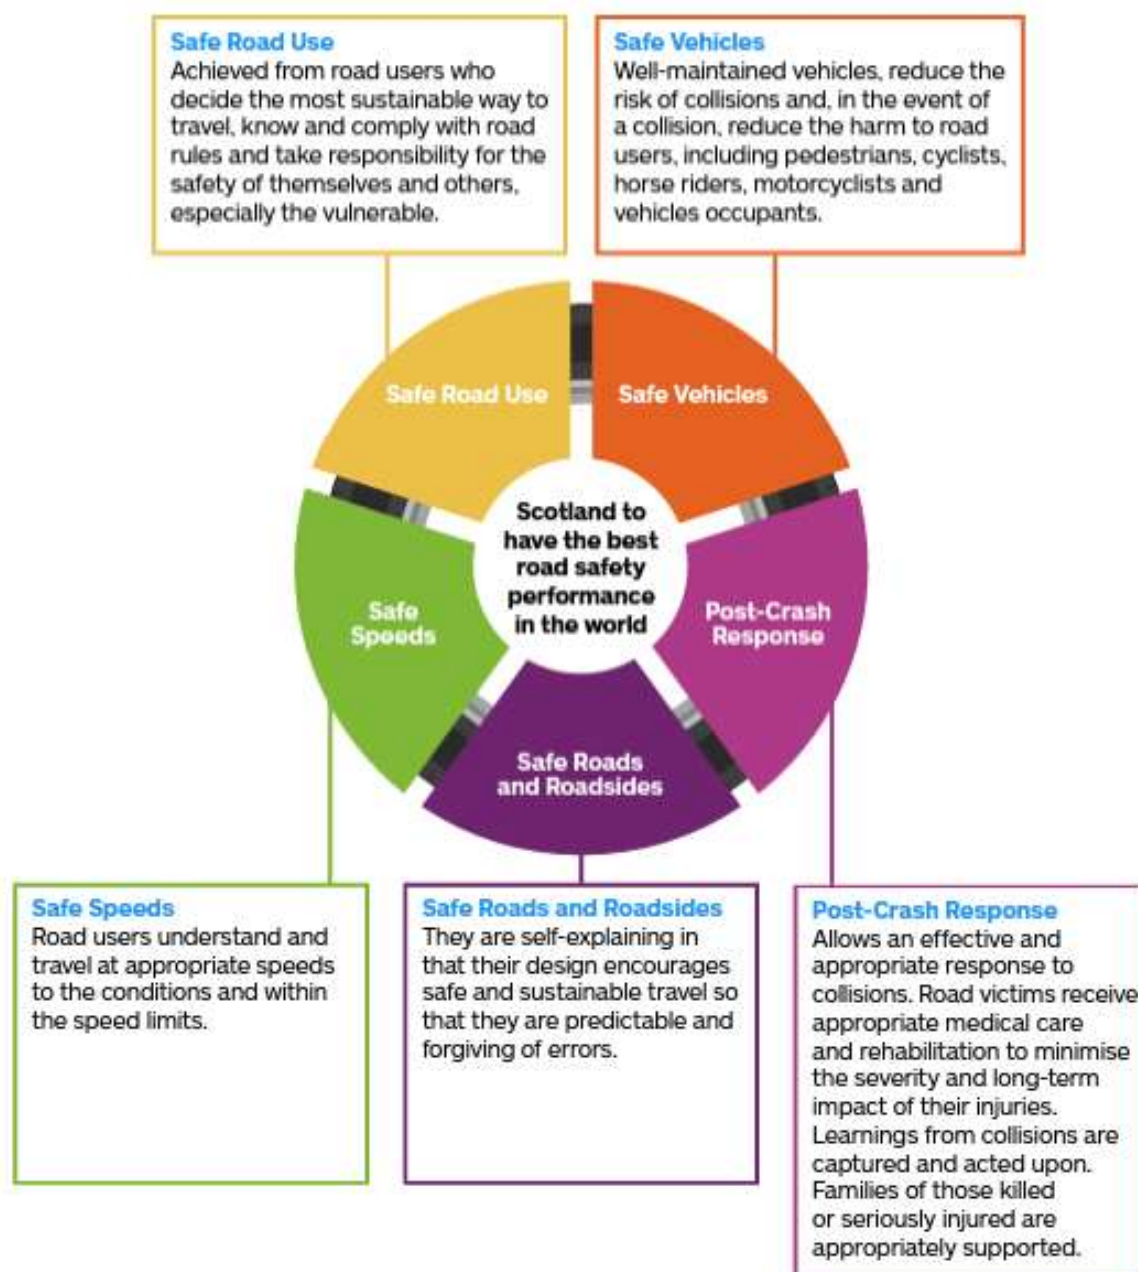 Safe Road Use
Achieved from road users who
decide the most sustainable way to
travel, know and comply with road
rules and take responsibility for the
safety of themselves and others,
especially the vulnerable.
Safe Vehicles
Well-maintained vehicles, reduce the
risk of collisions and, in the event of
a collision, reduce the harm to road
users, including pedestrians, cyclists,
horse riders, motorcyclists and
vehicles occupants.
Safe Road Use
Safe Vehicles
Scotland to
have the best
road safety
performance
in the world
Safe
Speeds
Post-Crash
Response
Safe Roads
and Roadsides
Safe Speeds
Road users understand and
travel at appropriate speeds
to the conditions and within
the speed limits.
Safe Roads and Roadsides
They are self-explaining in
that their design encourages
safe and sustainable travel so
that they are predictable and
forgiving of errors.
Post-Crash Response
Allows an effective and
appropriate response to
collisions. Road victims receive
appropriate medical care
and rehabilitation to minimise
the severity and long-term
impact of their injuries.
Learnings from collisions are
captured and acted upon.
Families of those killed
or seriously injured are
appropriately supported.